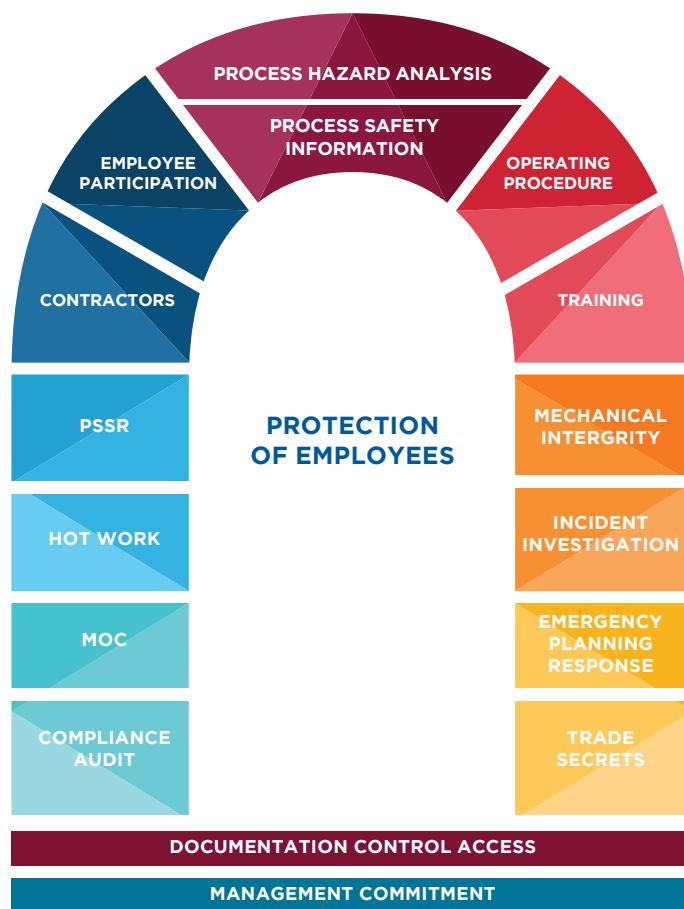 PROCESS HAZARD ANALYSIS
PROCESS SAFETY
INFORMATION
EMPLOYEE
PARTICIPATION
OPERATING
PROCEDURE
CONTRACTORS
TRAINING
PSSR
MECHANICAL
INTERGRITY
PROTECTION
OF EMPLOYEES
HOT WORK
INCIDENT
INVESTIGATION
MOC
EMERGENCY
PLANNING
RESPONSE
COMPLIANCE
AUDIT
TRADE
SECRETS
DOCUMENTATION CONTROL ACCESS
MANAGEMENT COMMITMENT